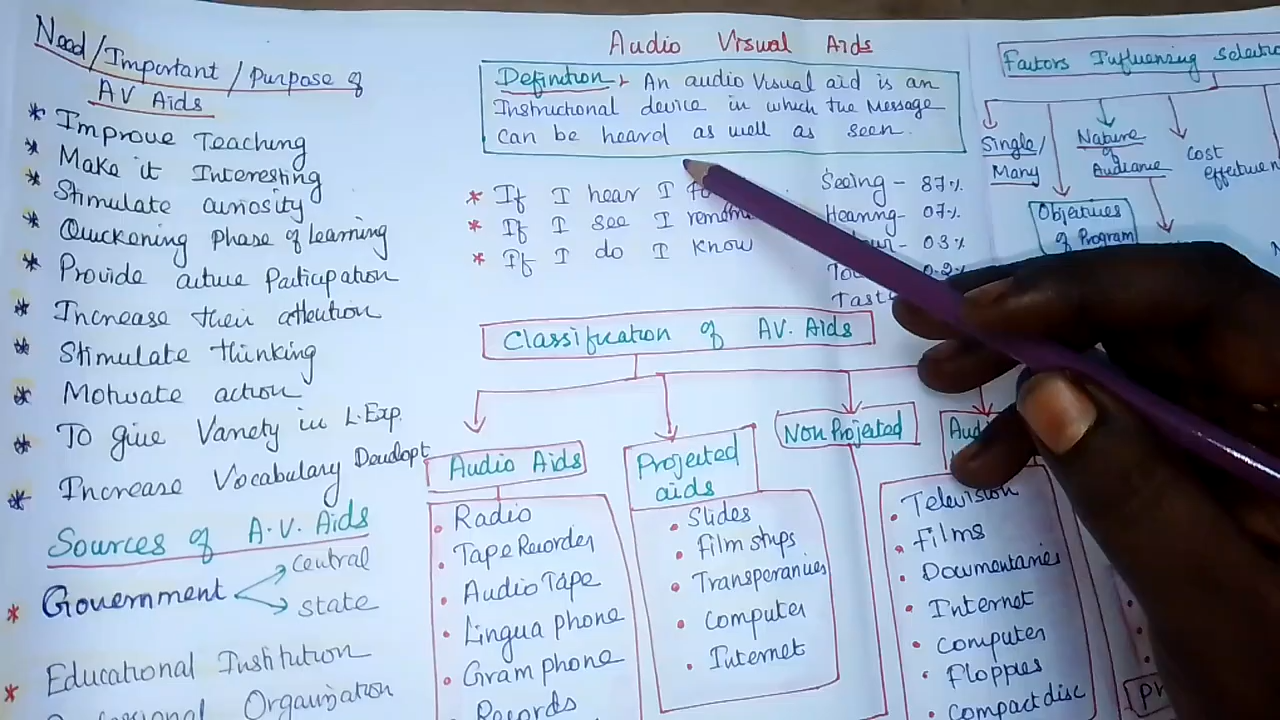 Need/Important/Purpose of
AV Aids
* Improve Teaching
* Make it Interesting
* Stimulate curiosity
* Quickening Phase of Learning
* Provide active Participation
* Increase their attention
* Stimulate thinking
* Motivate action
* To give Variety in L.Exp.
* Increase Vocabulary Devlopt
Sources of A.V. Aids
* Government
central
state
* Educational Institution
Organisation
Audio Visual Aids
Definition → An audio Visual aid is an
Instructional device in which the Message
can be heard as well as seen.
* If I hear I
* If I see I
* If I do I know
Seeing - 87%
Hearing - 07%
03%
Classification of AV. Aids
Audio Aids
• Radio
• Tape Recorder
• Audio Tape
• Lingua phone
• Gram phone
Records
Projected
aids
• Slides
• Film strips
• Transperancies
• Computer
• Internet
Non Projected
• Television
• Films
• Documentaries
• Internet
• Computer
• Floppies
• Compact disc
Factors Influensing
Single/
Many
Objectives
of Program
Nature
of
Audiance
Cost